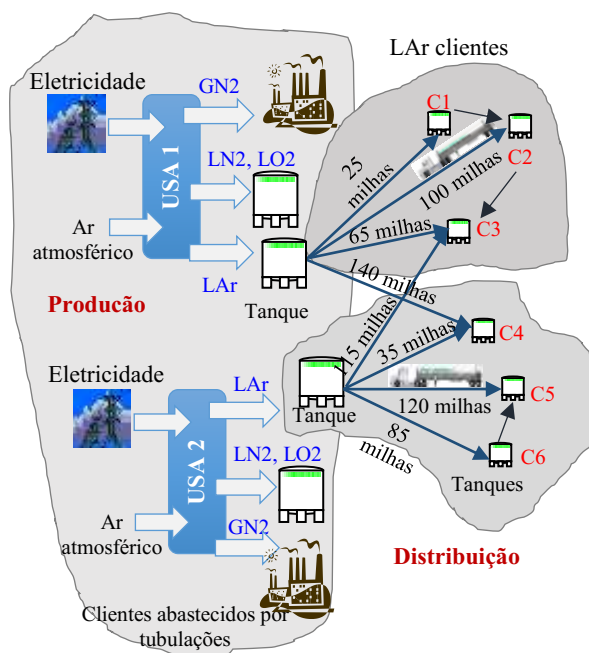 LAr clientes
Eletricidade
GN2
USA 1
LN2, LO2
Ar
atmosférico
LAr
Tanque
Producão
C1
C2
C3
25
milhas
100 milhas
65 milhas
140 milhas
115 milhas
35 milhas
C4
Eletricidade
LAr
Tanque
120 milhas
C5
85
milhas
C6
USA 2
LN2, LO2
Tanques
GN2
Ar
atmosférico
Distribuição
Clientes abastecidos por
tubulações